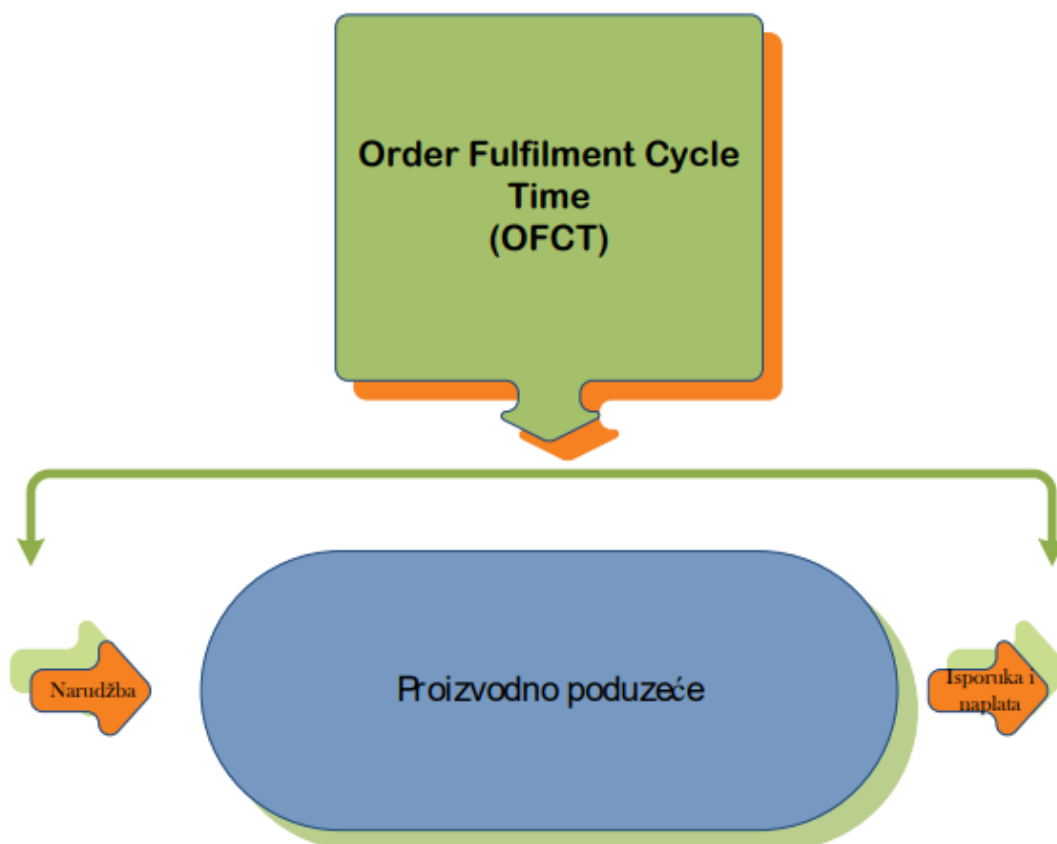 Order Fulfilment Cycle
Time
(OFCT)
Narudžba
Proizvodno poduzeće
Isporuka i
naplata